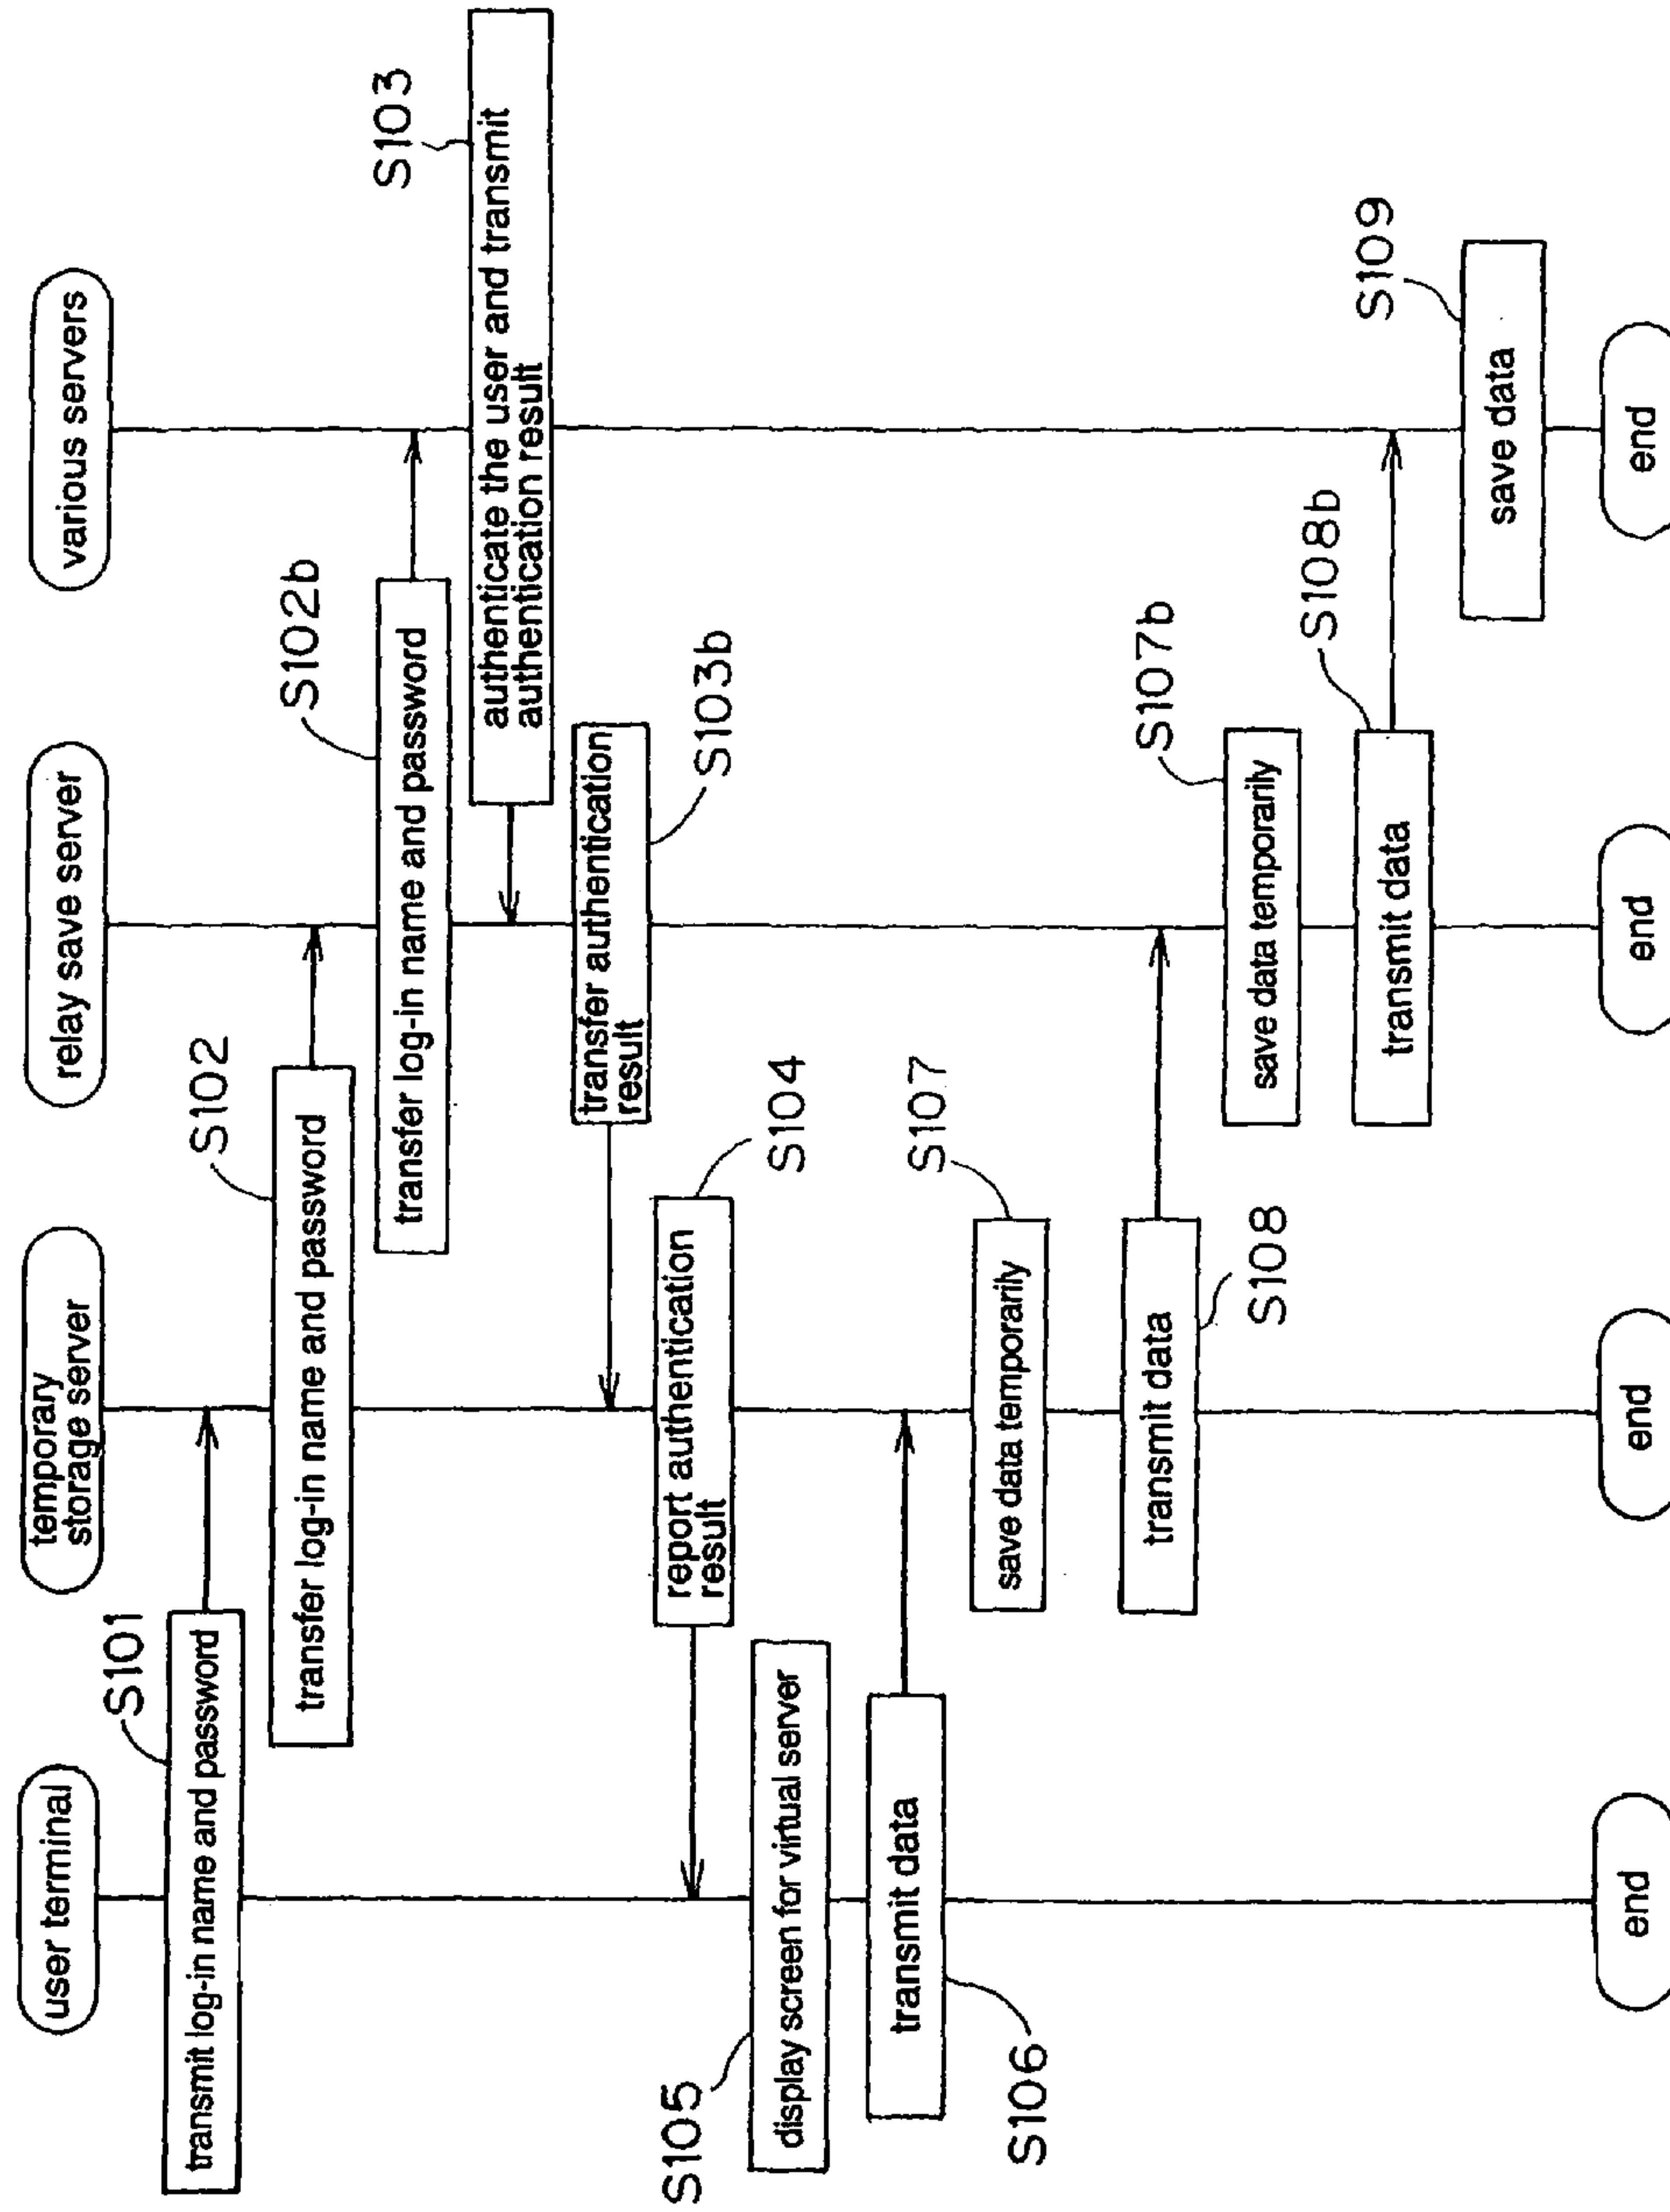 user terminal
temporary
storage server
relay save server
various servers
S101
transmit log-in name and password
S102
transfer log-in name and password
S102b
transfer log-in name and password
S103
authenticate the user and transmit
authentication result
transfer authentication
result
S103b
report authentication
result
S104
S105
display screen for virtual server
transmit data
S106
S107
save data temporarily
transmit data
S108
S107b
save data temporarily
S108b
transmit data
S109
save data
end
end
end
end